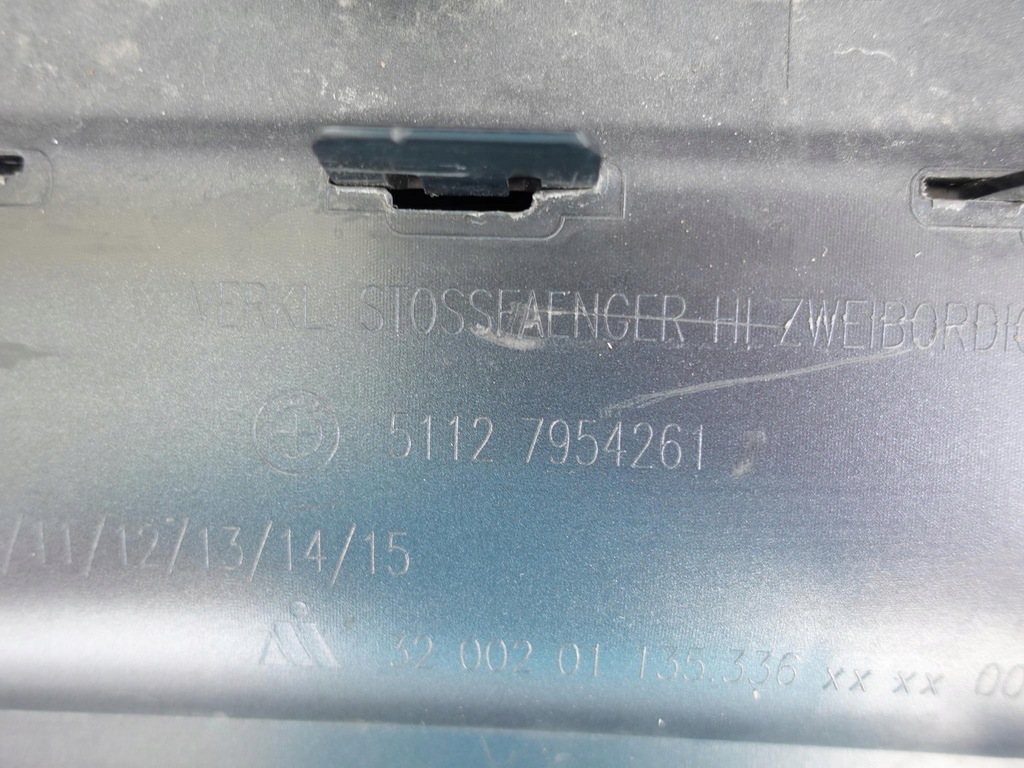 VERKL. STOSSFAENGER HI. ZWEIBORDIG
5112 7954261
/11/12/13/14/15
32 002 01 135.336 xx xx 00